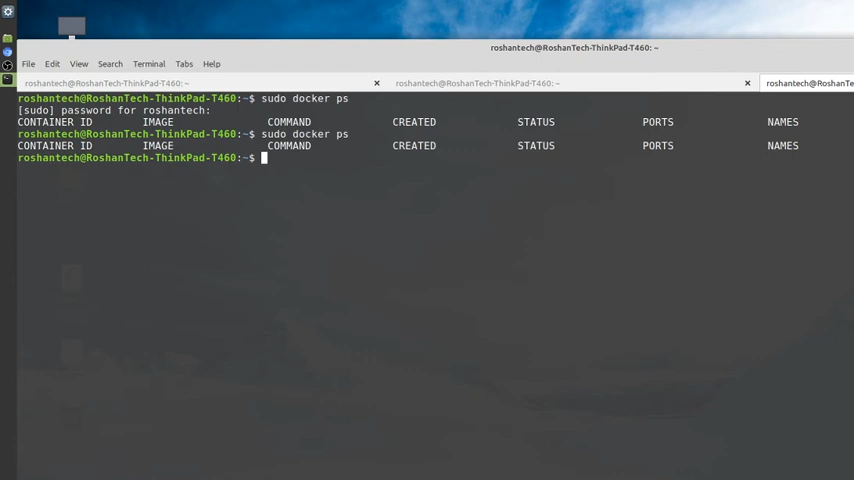 roshantech@RoshanTech-ThinkPad-T460: ~
File Edit View Search Terminal Tabs Help
roshantech@RoshanTech-ThinkPad-T460: ~ × roshantech@RoshanTech-ThinkPad-T460: ~ × roshantech@RoshanTech-ThinkPad-T
roshantech@RoshanTech-ThinkPad-T460:~$ sudo docker ps
[sudo] password for roshantech:
CONTAINER ID IMAGE COMMAND CREATED STATUS PORTS NAMES
roshantech@RoshanTech-ThinkPad-T460:~$ sudo docker ps
CONTAINER ID IMAGE COMMAND CREATED STATUS PORTS NAMES
roshantech@RoshanTech-ThinkPad-T460:~$